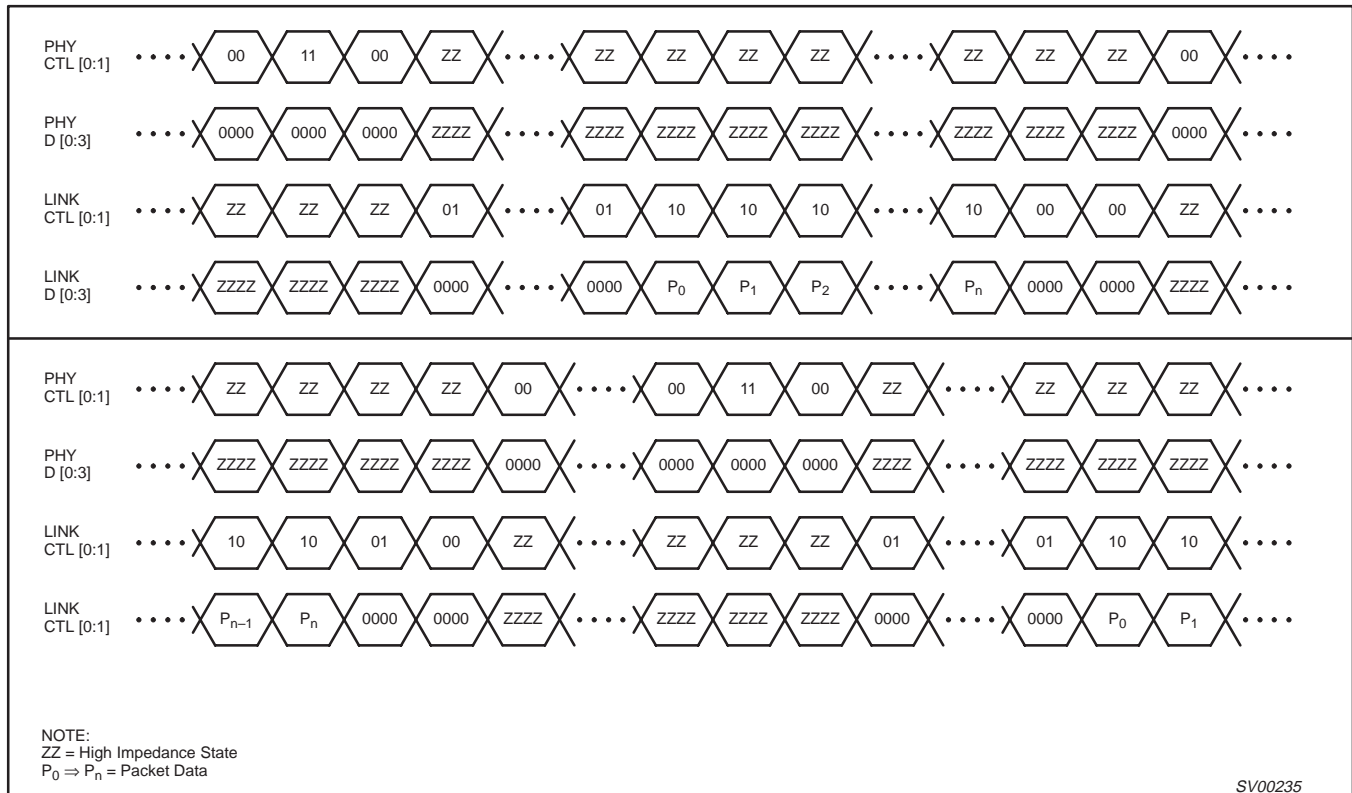 PHY
CTL [0:1]
00 11 00 ZZ ZZ ZZ ZZ ZZ ZZ ZZ ZZ 00
PHY
D [0:3]
0000 0000 0000 ZZZZ ZZZZ ZZZZ ZZZZ ZZZZ ZZZZ ZZZZ ZZZZ 0000
LINK
CTL [0:1]
ZZ ZZ ZZ 01 01 10 10 10 10 00 00 ZZ
LINK
D [0:3]
ZZZZ ZZZZ ZZZZ 0000 0000 P0 P1 P2 Pn 0000 0000 ZZZZ
PHY
CTL [0:1]
ZZ ZZ ZZ ZZ 00 00 11 00 ZZ ZZ ZZ ZZ
PHY
D [0:3]
ZZZZ ZZZZ ZZZZ ZZZZ 0000 0000 0000 0000 ZZZZ ZZZZ ZZZZ ZZZZ
LINK
CTL [0:1]
10 10 01 00 ZZ ZZ ZZ ZZ 01 01 10 10
LINK
CTL [0:1]
Pn–1 Pn 0000 0000 ZZZZ ZZZZ ZZZZ ZZZZ 0000 0000 P0 P1
NOTE:
ZZ = High Impedance State
P0 ⇒ Pn = Packet Data
SV00235